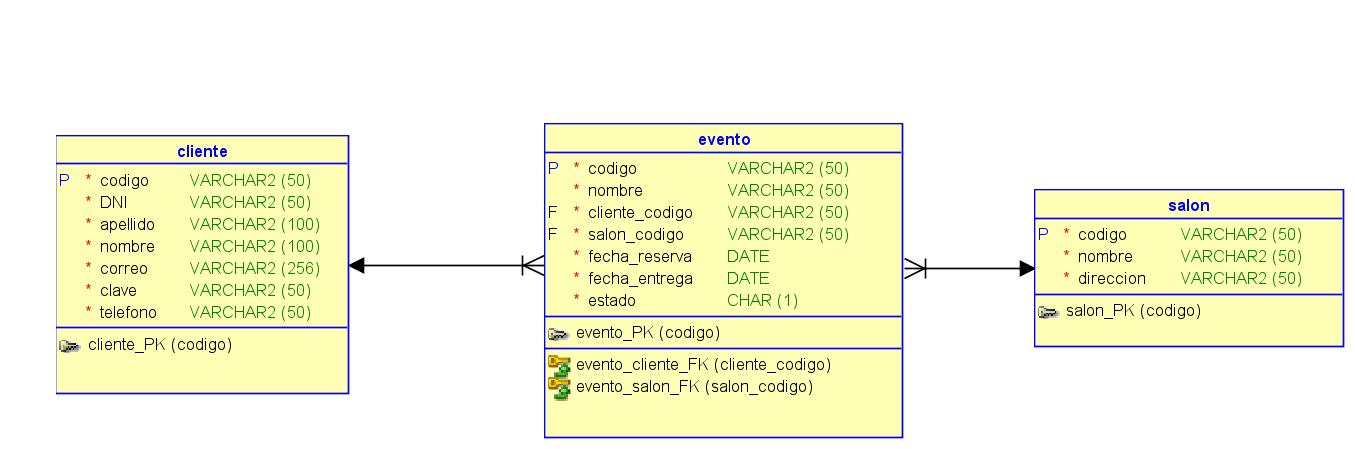 cliente
P * codigo VARCHAR2 (50)
* DNI VARCHAR2 (50)
* apellido VARCHAR2 (100)
* nombre VARCHAR2 (100)
* correo VARCHAR2 (256)
* clave VARCHAR2 (50)
* telefono VARCHAR2 (50)
cliente_PK (codigo)
evento
P * codigo VARCHAR2 (50)
* nombre VARCHAR2 (50)
F * cliente_codigo VARCHAR2 (50)
F * salon_codigo VARCHAR2 (50)
* fecha_reserva DATE
* fecha_entrega DATE
* estado CHAR (1)
evento_PK (codigo)
evento_cliente_FK (cliente_codigo)
evento_salon_FK (salon_codigo)
salon
P * codigo VARCHAR2 (50)
* nombre VARCHAR2 (50)
* direccion VARCHAR2 (50)
salon_PK (codigo)